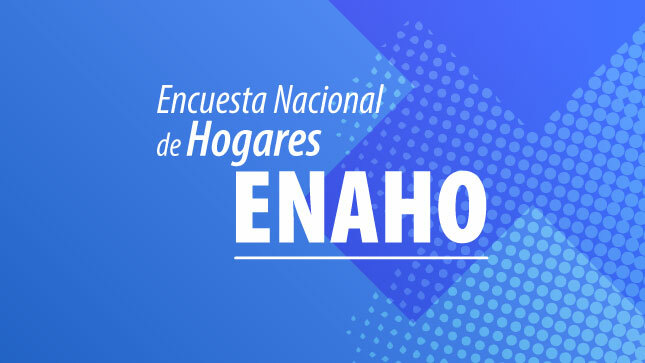 Encuesta Nacional
de Hogares
ENAHO